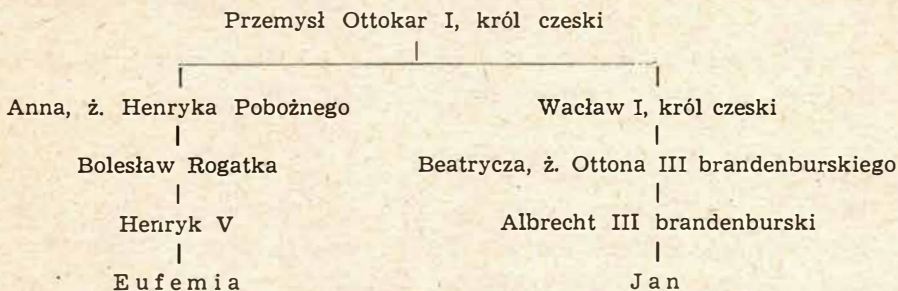 Przemysł Ottokar I, król czeski
Anna, ż. Henryka Pobożnego Wacław I, król czeski
Bolesław Rogatka Beatrycza, ż. Ottona III brandenburskiego
Henryk V Albrecht III brandenburski
Eufemia Jan